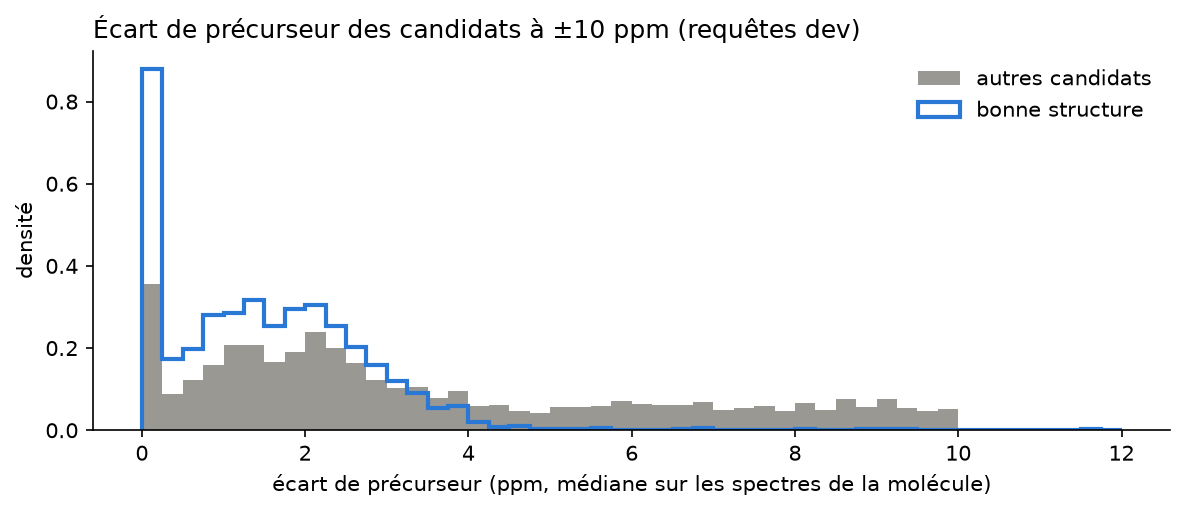 Écart de précurseur des candidats à ±10 ppm (requêtes dev)
autres candidats
bonne structure
densité
0.8
0.6
0.4
0.2
0.0
0 2 4 6 8 10 12
écart de précurseur (ppm, médiane sur les spectres de la molécule)